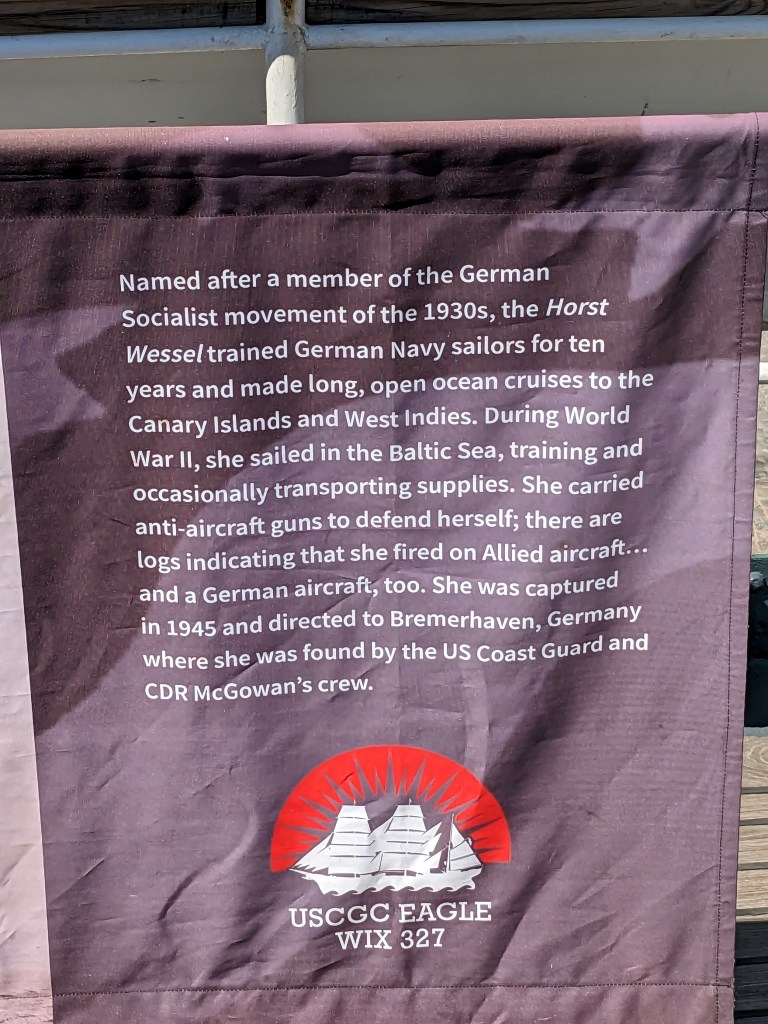 Named after a member of the German
Socialist movement of the 1930s, the Horst
Wessel trained German Navy sailors for ten
years and made long, open ocean cruises to the
Canary Islands and West Indies. During World
War II, she sailed in the Baltic Sea, training and
occasionally transporting supplies. She carried
anti-aircraft guns to defend herself; there are
logs indicating that she fired on Allied aircraft...
and a German aircraft, too. She was captured
in 1945 and directed to Bremerhaven, Germany
where she was found by the US Coast Guard and
CDR McGowan's crew.
USCGC EAGLE
WIX 327